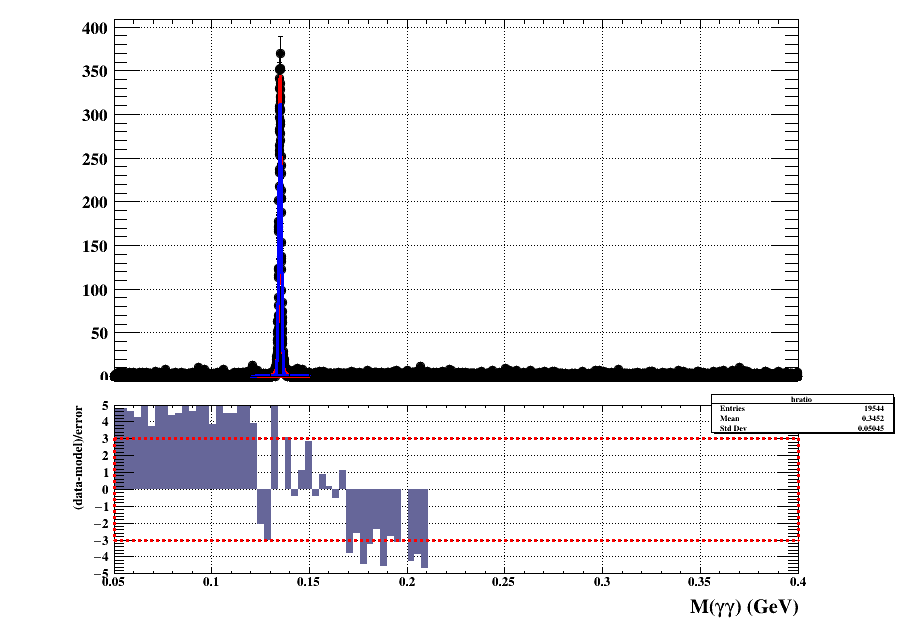 400
350
300
250
200
150
100
50
0
hratio
Entries 19544
Mean 0.3452
Std Dev 0.05045
(data-model)/error
5
4
3
2
1
0
−1
−2
−3
−4
−5
0.05 0.1 0.15 0.2 0.25 0.3 0.35 0.4
M(γγ) (GeV)